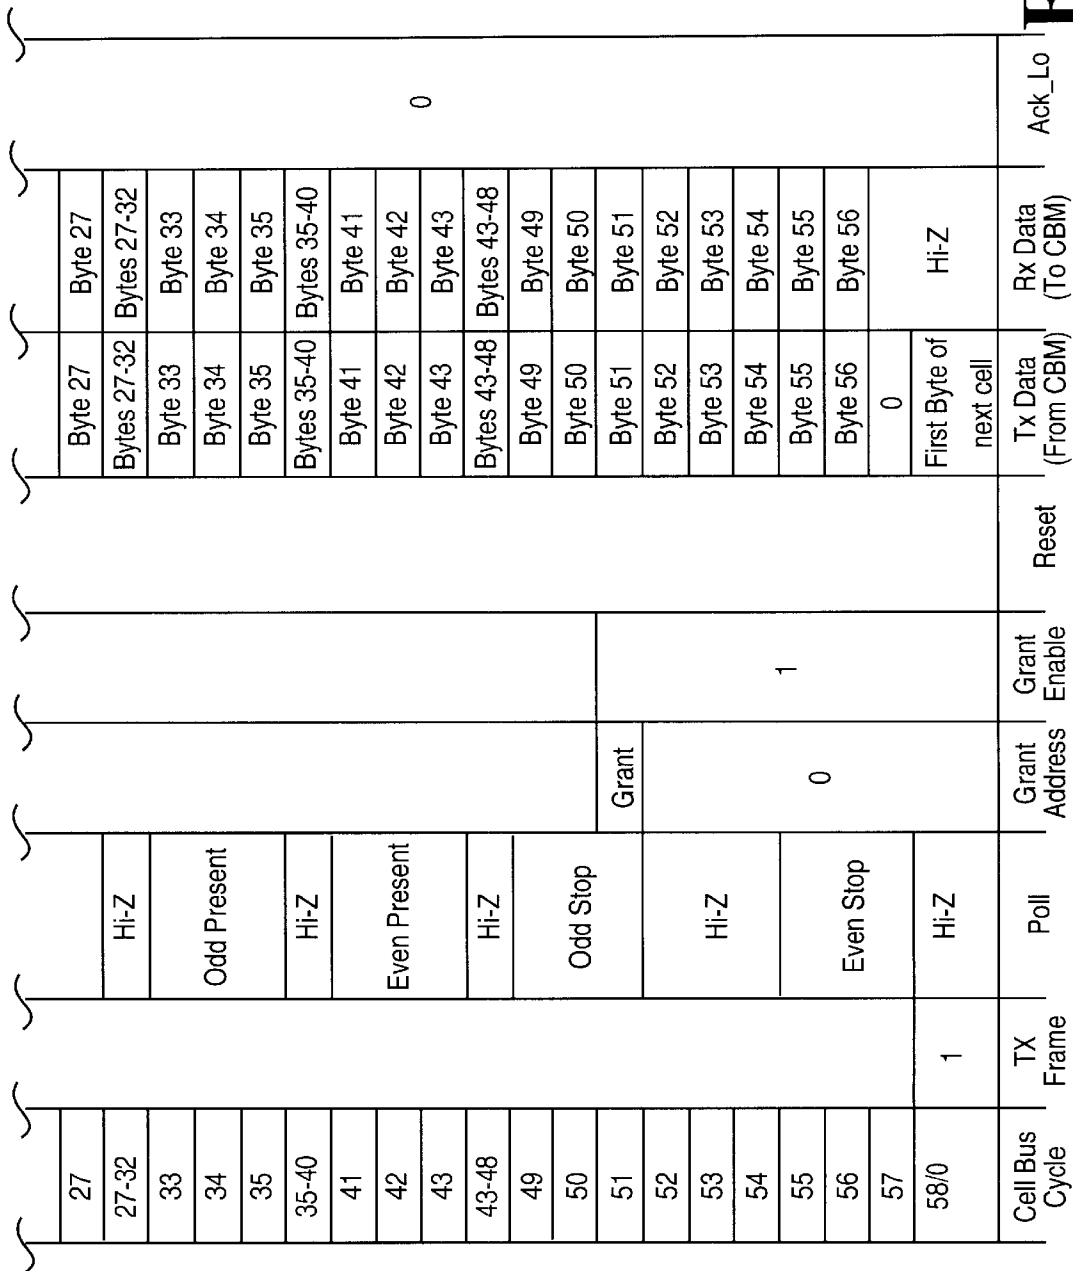 27
Byte 27
Byte 27
27-32
Hi-Z
Bytes 27-32
Bytes 27-32
33
Byte 33
Byte 33
34
Odd Present
Byte 34
Byte 34
35
Byte 35
Byte 35
35-40
Hi-Z
Bytes 35-40
Bytes 35-40
41
Byte 41
Byte 41
42
Even Present
Byte 42
Byte 42
0
43
Byte 43
Byte 43
43-48
Hi-Z
Bytes 43-48
Bytes 43-48
49
Byte 49
Byte 49
50
Odd Stop
Byte 50
Byte 50
51
Grant
Byte 51
Byte 51
52
Byte 52
Byte 52
53
Hi-Z
Byte 53
Byte 53
54
Byte 54
Byte 54
55
0
1
Byte 55
Byte 55
56
Even Stop
Byte 56
Byte 56
57
0
58/0
1
Hi-Z
First Byte of
next cell
Hi-Z
Cell Bus
Cycle
TX
Frame
Poll
Grant
Address
Grant
Enable
Reset
Tx Data
(From CBM)
Rx Data
(To CBM)
Ack_Lo